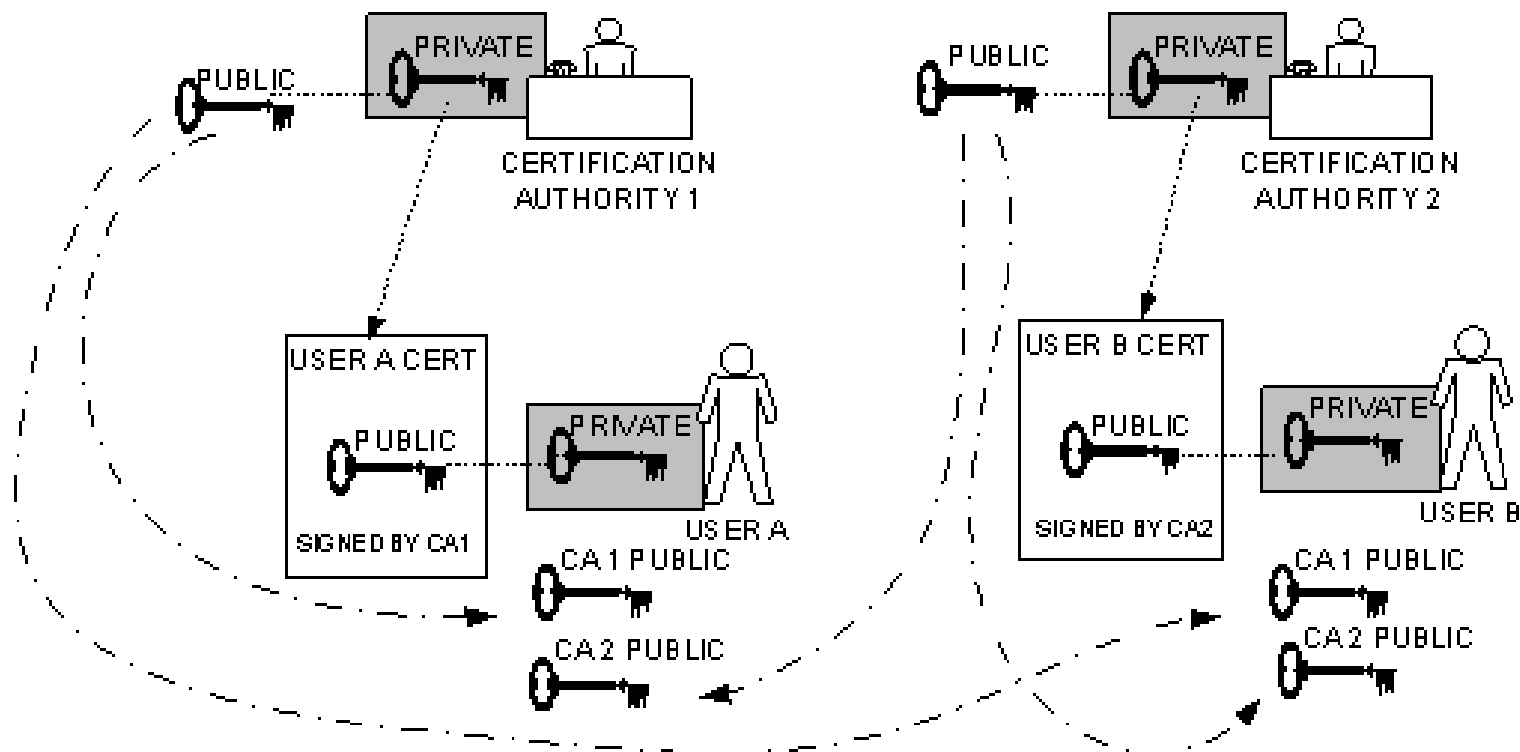 PRIVATE
PUBLIC
CERTIFICATION
AUTHORITY 1
PRIVATE
PUBLIC
CERTIFICATION
AUTHORITY 2
USER A CERT
PUBLIC
SIGNED BY CA1
PRIVATE
USER A
CA1 PUBLIC
CA2 PUBLIC
USER B CERT
PUBLIC
SIGNED BY CA2
PRIVATE
USER B
CA1 PUBLIC
CA2 PUBLIC